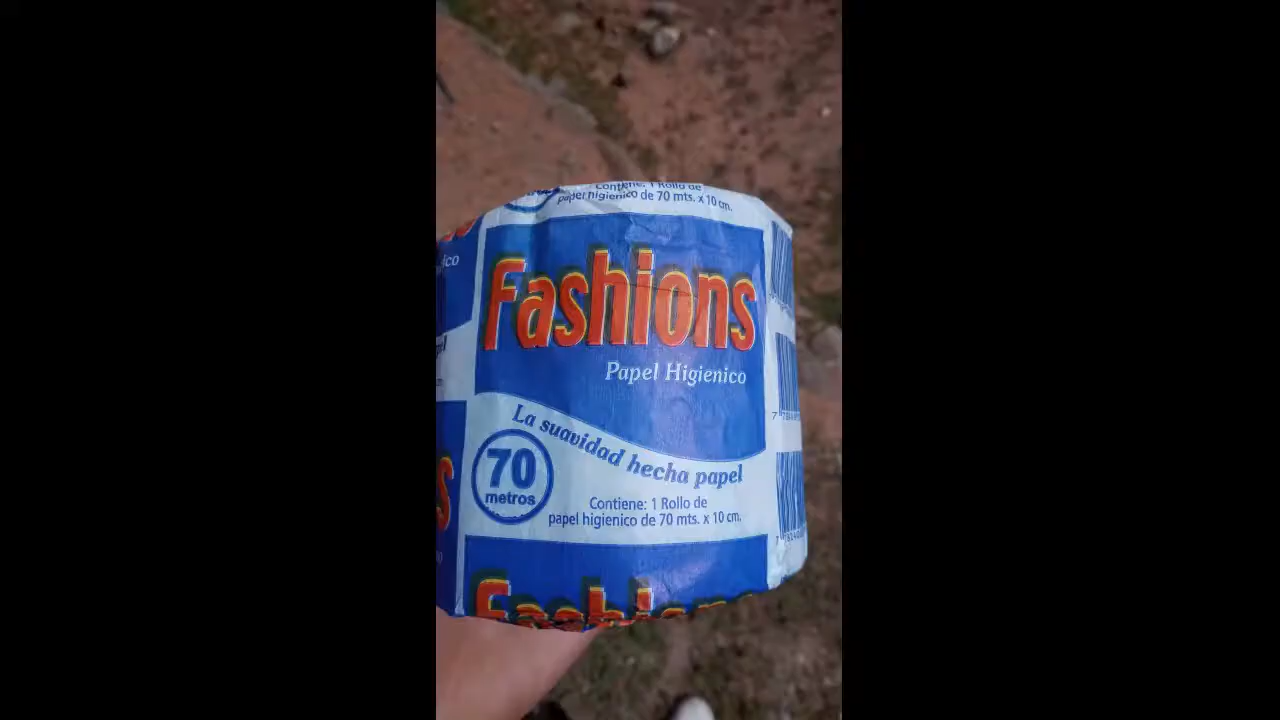 Contiene: 1 Rollo de
papel higienico de 70 mts. x 10 cm.
Fashions
Papel Higienico
La suavidad hecha papel
70
metros
Contiene: 1 Rollo de
papel higienico de 70 mts. x 10 cm.
Fashions